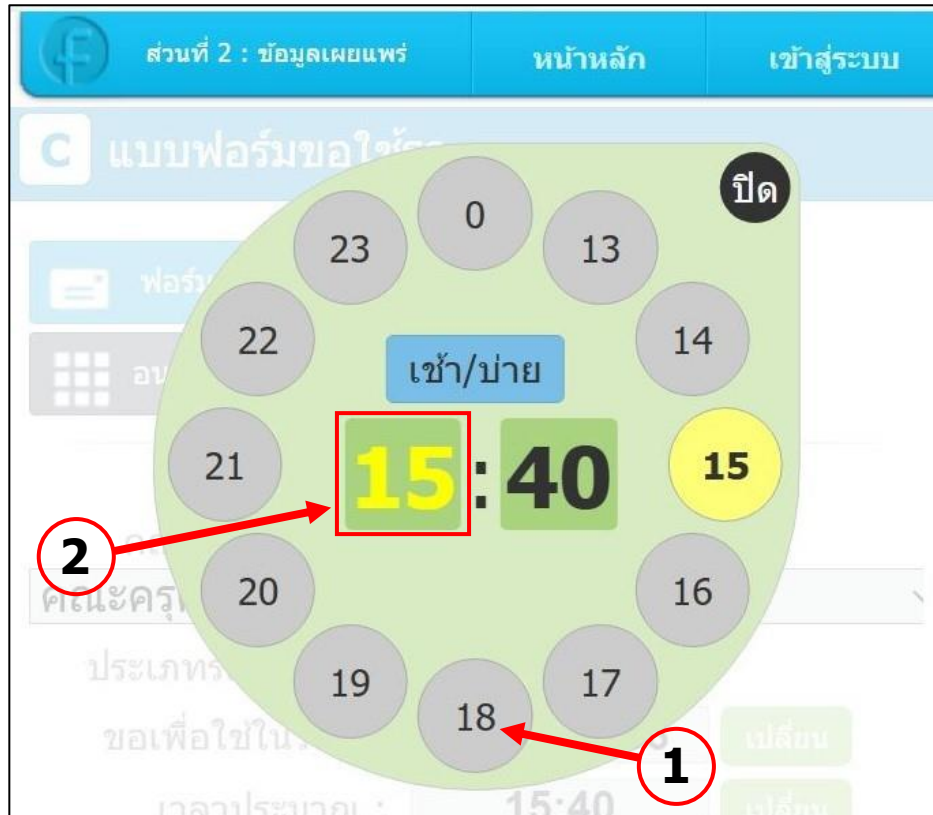 ส่วนที่ 2 : ข้อมูลเผยแพร่ หน้าหลัก เข้าสู่ระบบ
C แบบฟอร์มขอใช้
ปิด
0
23 13
22 14
เช้า/บ่าย
21 15:40 15
2
คณะครุ 20 16
ประเภท
19 17
18
ขอเพื่อใช้ใน เปลี่ยน
1
เวลาประมาณ : 15:40 เปลี่ยน